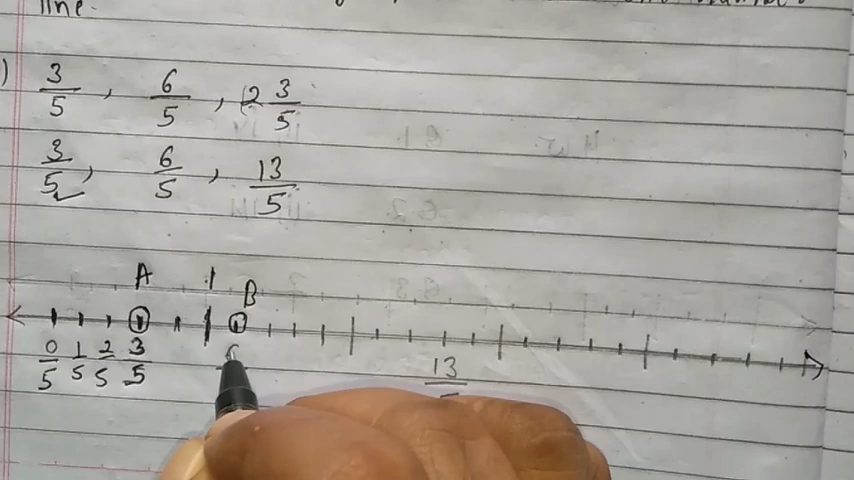 line.
) 3/5, 6/5, 2 3/5
3/5, 6/5, 13/5
A 1 B
0/5 1/5 2/5 3/5 13